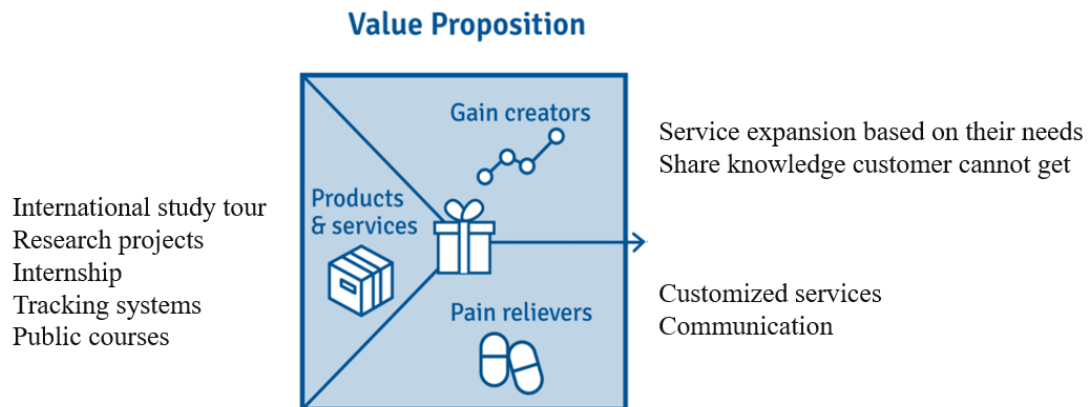 Value Proposition
Gain creators
Service expansion based on their needs
Share knowledge customer cannot get
Products
& services
International study tour
Research projects
Internship
Tracking systems
Public courses
Pain relievers
Customized services
Communication